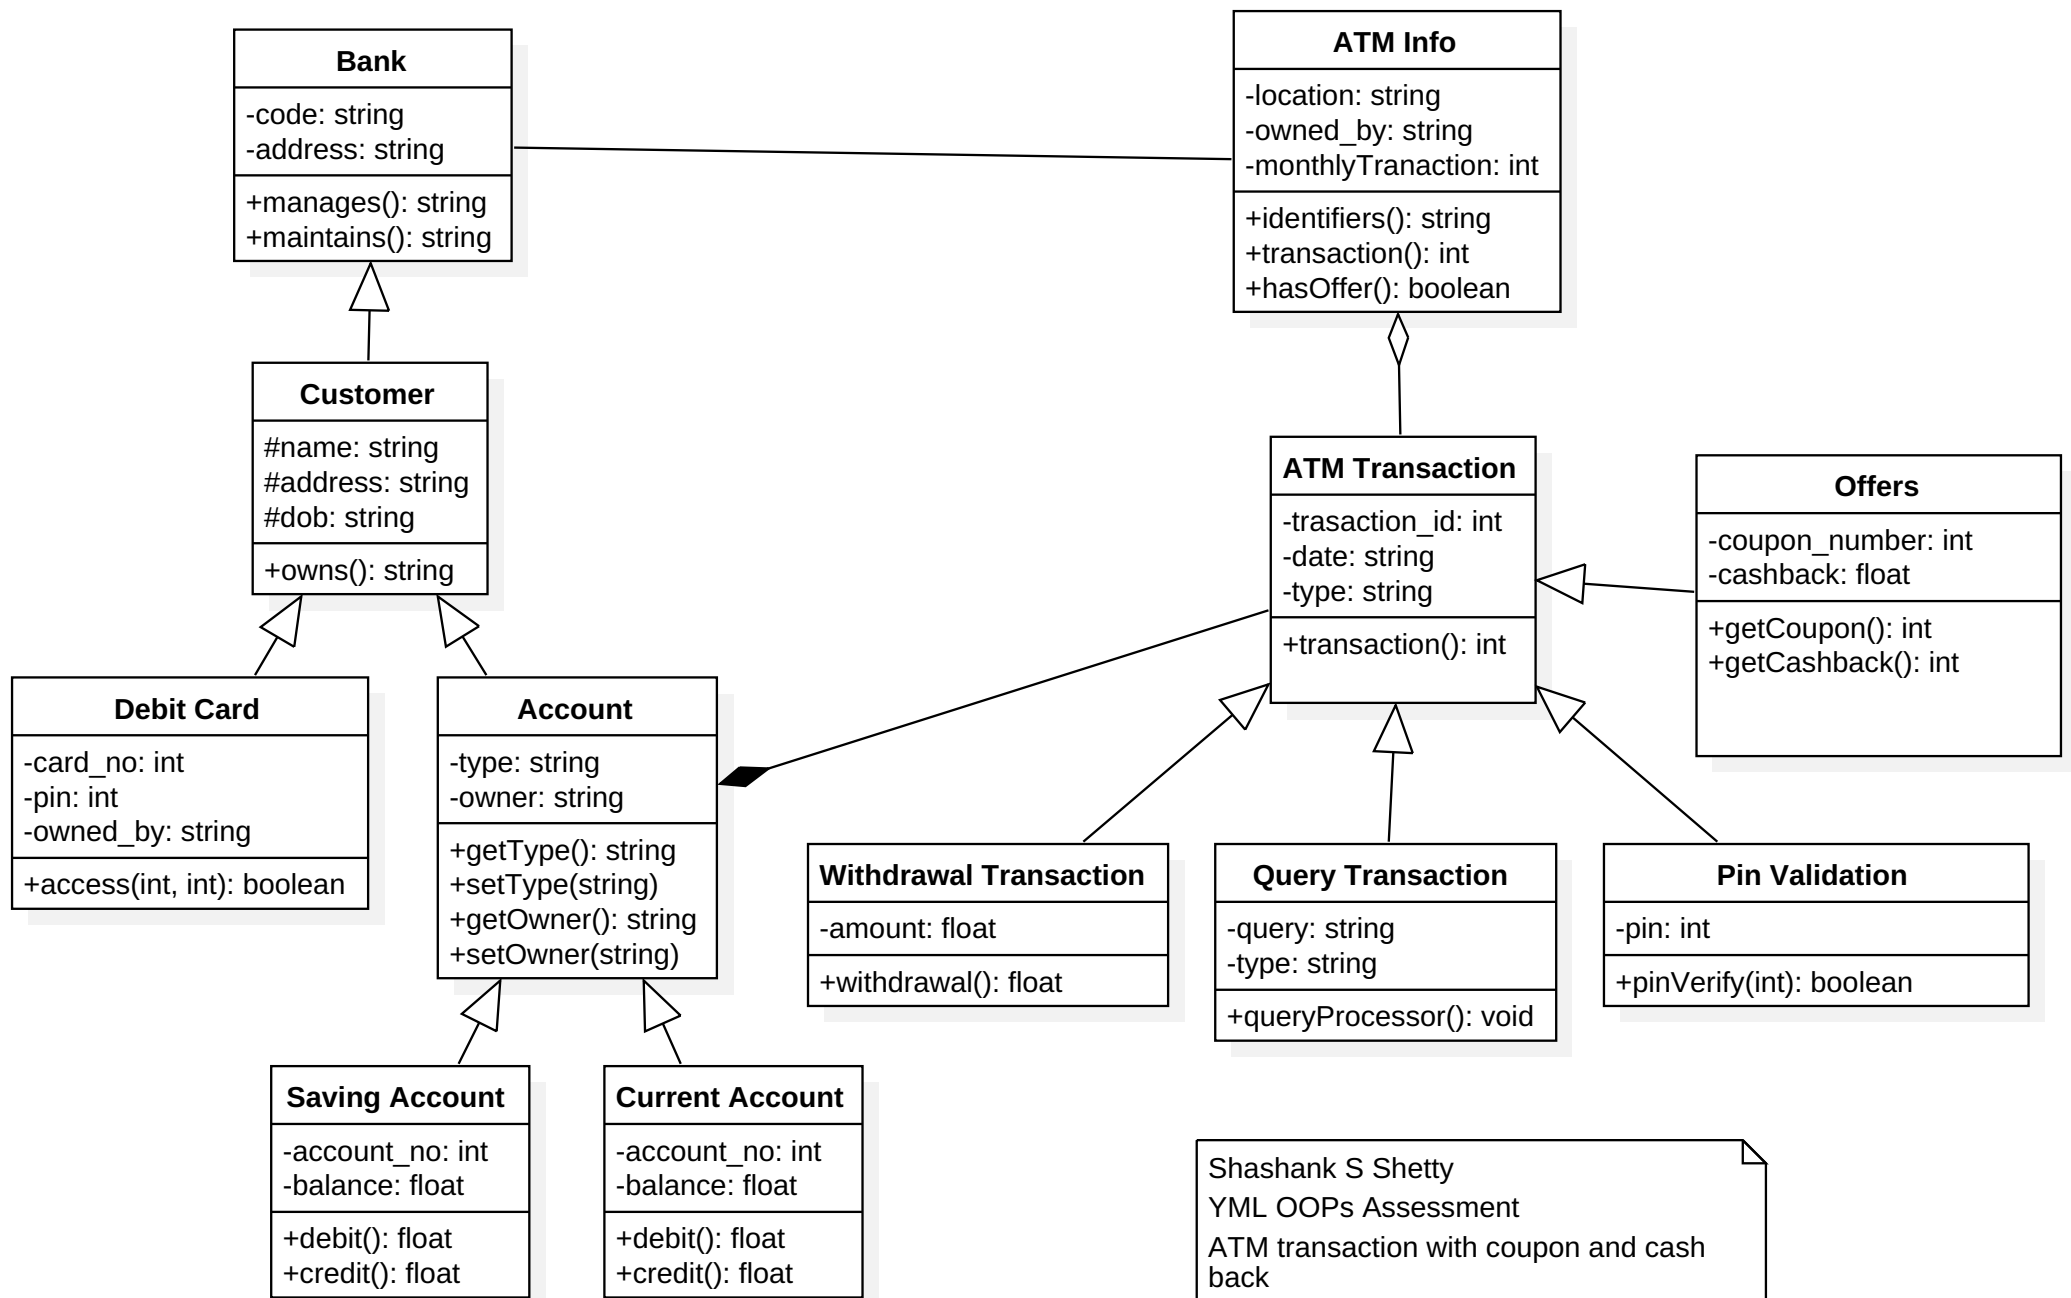 Bank
-code: string
-address: string
+manages(): string
+maintains(): string
ATM Info
-location: string
-owned_by: string
-monthlyTranaction: int
+identifiers(): string
+transaction(): int
+hasOffer(): boolean
Customer
#name: string
#address: string
#dob: string
+owns(): string
ATM Transaction
-trasaction_id: int
-date: string
-type: string
+transaction(): int
Offers
-coupon_number: int
-cashback: float
+getCoupon(): int
+getCashback(): int
Debit Card
-card_no: int
-pin: int
-owned_by: string
+access(int, int): boolean
Account
-type: string
-owner: string
+getType(): string
+setType(string)
+getOwner(): string
+setOwner(string)
Withdrawal Transaction
-amount: float
+withdrawal(): float
Query Transaction
-query: string
-type: string
+queryProcessor(): void
Pin Validation
-pin: int
+pinVerify(int): boolean
Saving Account
-account_no: int
-balance: float
+debit(): float
+credit(): float
Current Account
-account_no: int
-balance: float
+debit(): float
+credit(): float
Shashank S Shetty
YML OOPs Assessment
ATM transaction with coupon and cash
back